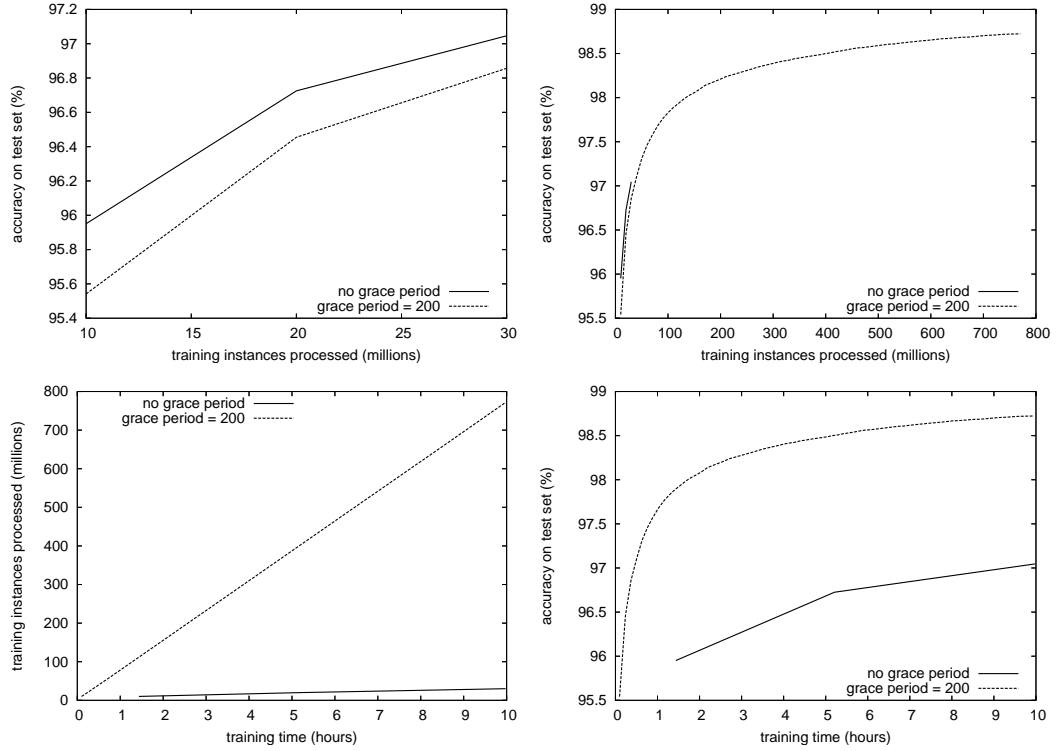 97.2
97
96.8
96.6
96.4
96.2
96
95.8
95.6
95.4
10 15 20 25 30
accuracy on test set (%)
training instances processed (millions)
no grace period
grace period = 200
99
98.5
98
97.5
97
96.5
96
95.5
0 100 200 300 400 500 600 700 800
accuracy on test set (%)
training instances processed (millions)
no grace period
grace period = 200
800
700
600
500
400
300
200
100
0
0 1 2 3 4 5 6 7 8 9 10
training instances processed (millions)
training time (hours)
no grace period
grace period = 200
99
98.5
98
97.5
97
96.5
96
95.5
0 1 2 3 4 5 6 7 8 9 10
accuracy on test set (%)
training time (hours)
no grace period
grace period = 200